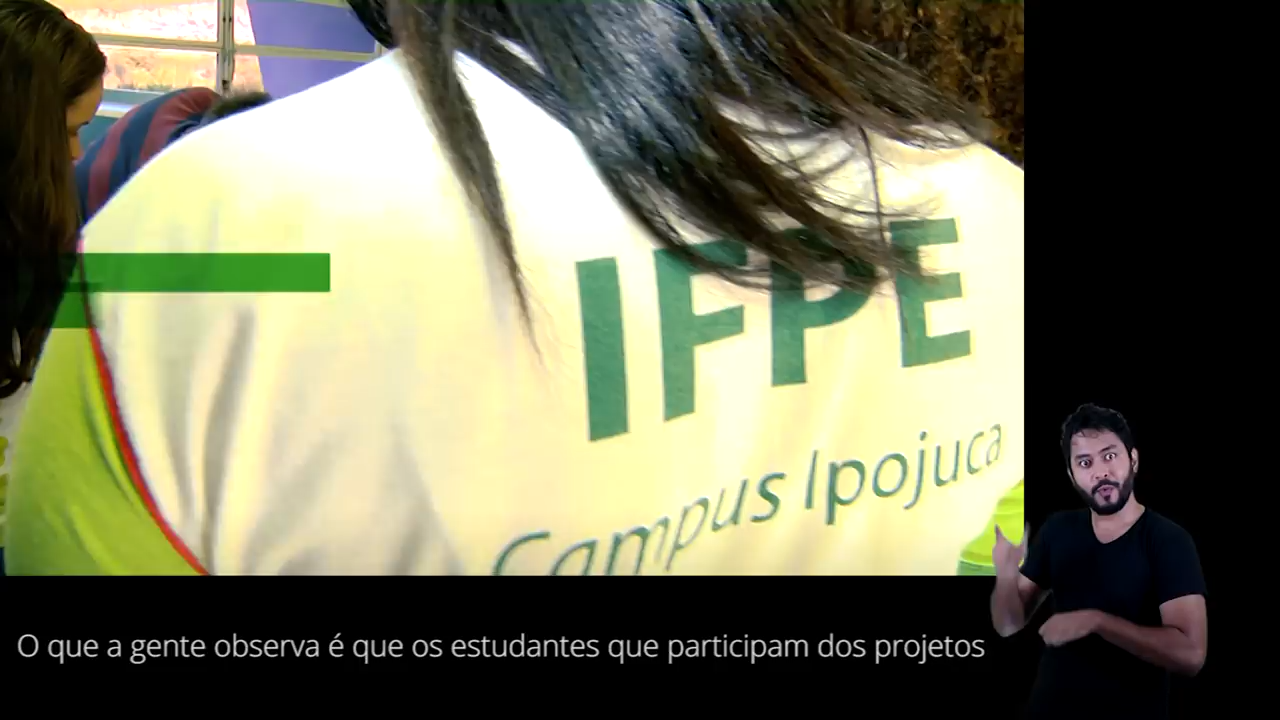 IFPE
Campus Ipojuca
O que a gente observa é que os estudantes que participam dos projetos